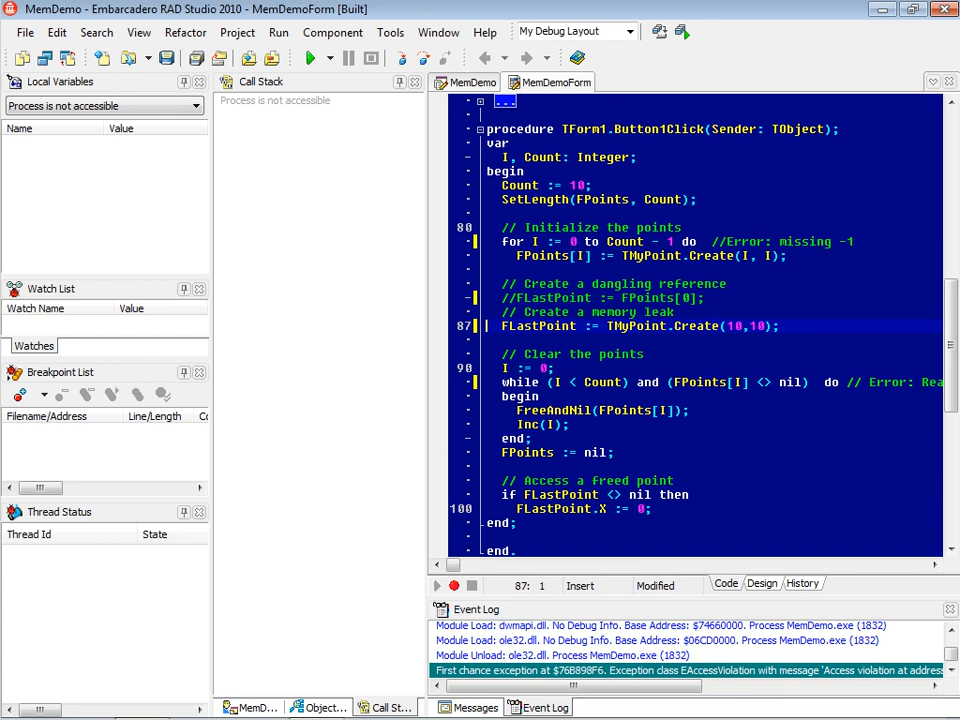 MemDemo - Embarcadero RAD Studio 2010 - MemDemoForm [Built]
File Edit Search View Refactor Project Run Component Tools Window Help My Debug Layout
Local Variables
Process is not accessible
Name Value
Watch List
Watch Name Value
Watches
Breakpoint List
Filename/Address Line/Length Co
Thread Status
Thread Id State
Call Stack
Process is not accessible
MemD... Object... Call St...
MemDemo MemDemoForm
...
procedure TForm1.Button1Click(Sender: TObject);
var
I, Count: Integer;
begin
Count := 10;
SetLength(FPoints, Count);
80 // Initialize the points
for I := 0 to Count - 1 do //Error: missing -1
FPoints[I] := TMyPoint.Create(I, I);
// Create a dangling reference
//FLastPoint := FPoints[0];
// Create a memory leak
87 FLastPoint := TMyPoint.Create(10,10);
// Clear the points
90 I := 0;
while (I < Count) and (FPoints[I] <> nil) do // Error: Rea
begin
FreeAndNil(FPoints[I]);
Inc(I);
end;
FPoints := nil;
// Access a freed point
if FLastPoint <> nil then
100 FLastPoint.X := 0;
end;
end.
87: 1 Insert Modified Code Design History
Event Log
Module Load: dwmapi.dll. No Debug Info. Base Address: $74660000. Process MemDemo.exe (1832)
Module Load: ole32.dll. No Debug Info. Base Address: $06CD0000. Process MemDemo.exe (1832)
Module Unload: ole32.dll. Process MemDemo.exe (1832)
First chance exception at $76B898F6. Exception class EAccessViolation with message 'Access violation at address
Messages Event Log